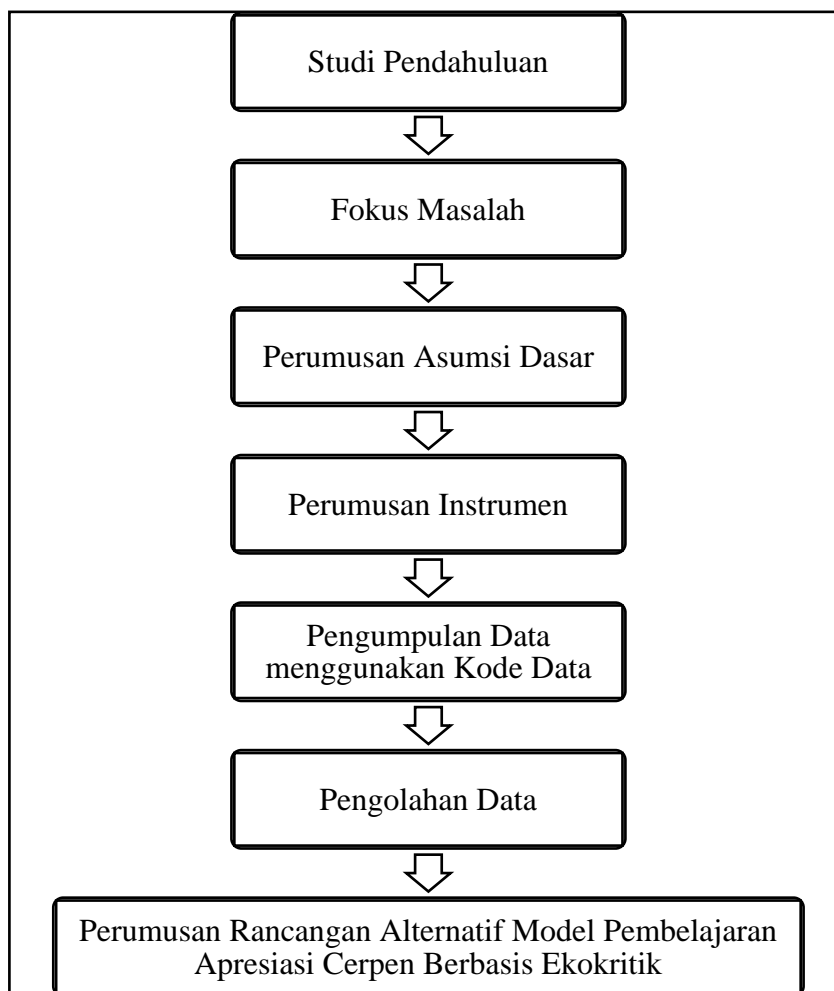 Studi Pendahuluan
Fokus Masalah
Perumusan Asumsi Dasar
Perumusan Instrumen
Pengumpulan Data
menggunakan Kode Data
Pengolahan Data
Perumusan Rancangan Alternatif Model Pembelajaran
Apresiasi Cerpen Berbasis Ekokritik